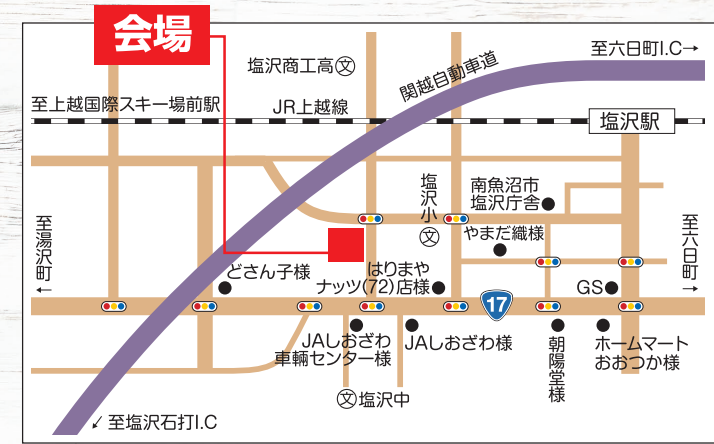 会場
至六日町I.C→
塩沢商工高文
関越自動車道
至上越国際スキー場前駅
JR上越線
塩沢駅
塩沢小
文
南魚沼市
塩沢庁舎
やまだ織様
至湯沢町
←
至六日町
→
どさん子様
はりまや
ナッツ(72)店様
17
GS
JAしおざわ
車輌センター様
JAしおざわ様
朝陽堂様
ホームマート
おおつか様
文塩沢中
↙至塩沢石打I.C